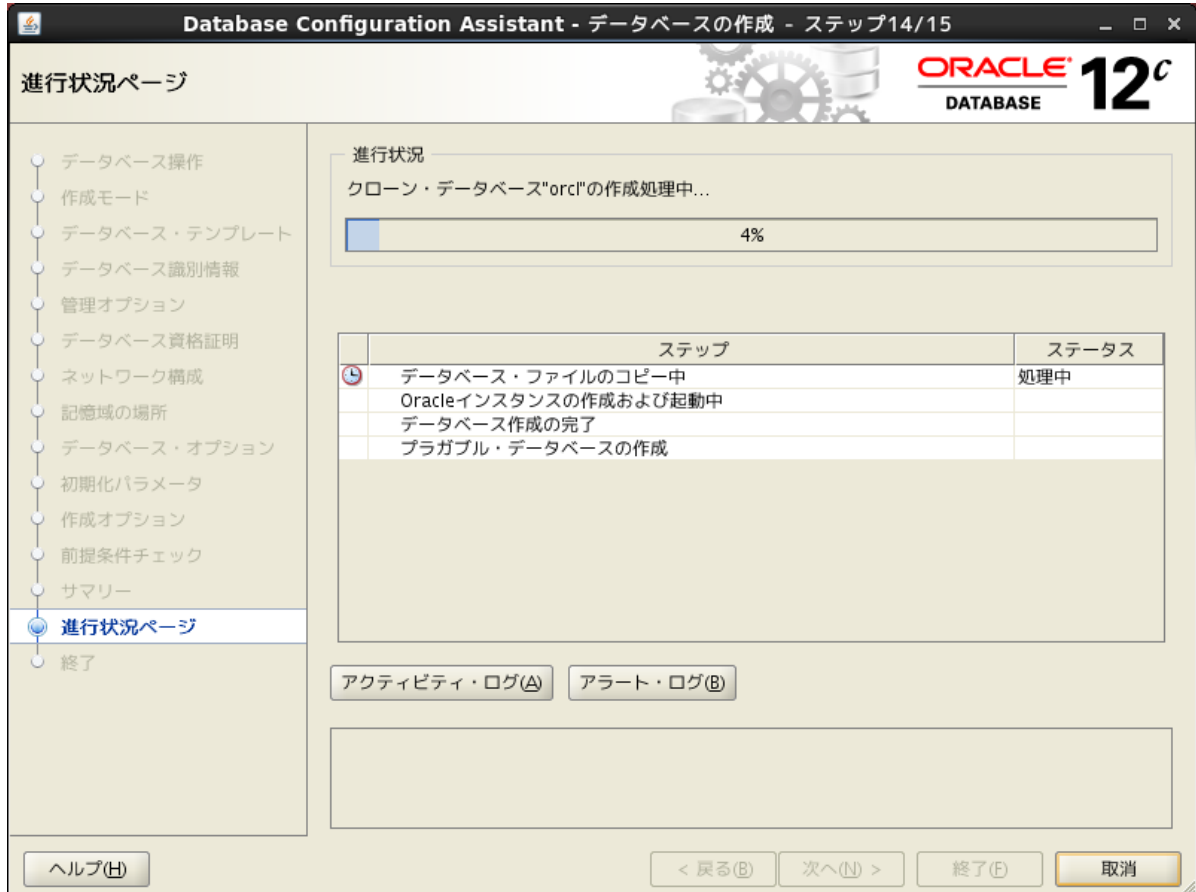 Database Configuration Assistant - データベースの作成 - ステップ14/15
進行状況ページ
ORACLE
DATABASE
12c
データベース操作
作成モード
データベース・テンプレート
データベース識別情報
管理オプション
データベース資格証明
ネットワーク構成
記憶域の場所
データベース・オプション
初期化パラメータ
作成オプション
前提条件チェック
サマリー
進行状況ページ
終了
進行状況
クローン・データベース"orcl"の作成処理中...
4%
ステップ ステータス
データベース・ファイルのコピー中 処理中
Oracleインスタンスの作成および起動中
データベース作成の完了
プラガブル・データベースの作成
アクティビティ・ログ(A) アラート・ログ(B)
ヘルプ(H) < 戻る(B) 次へ(N) > 終了(F) 取消